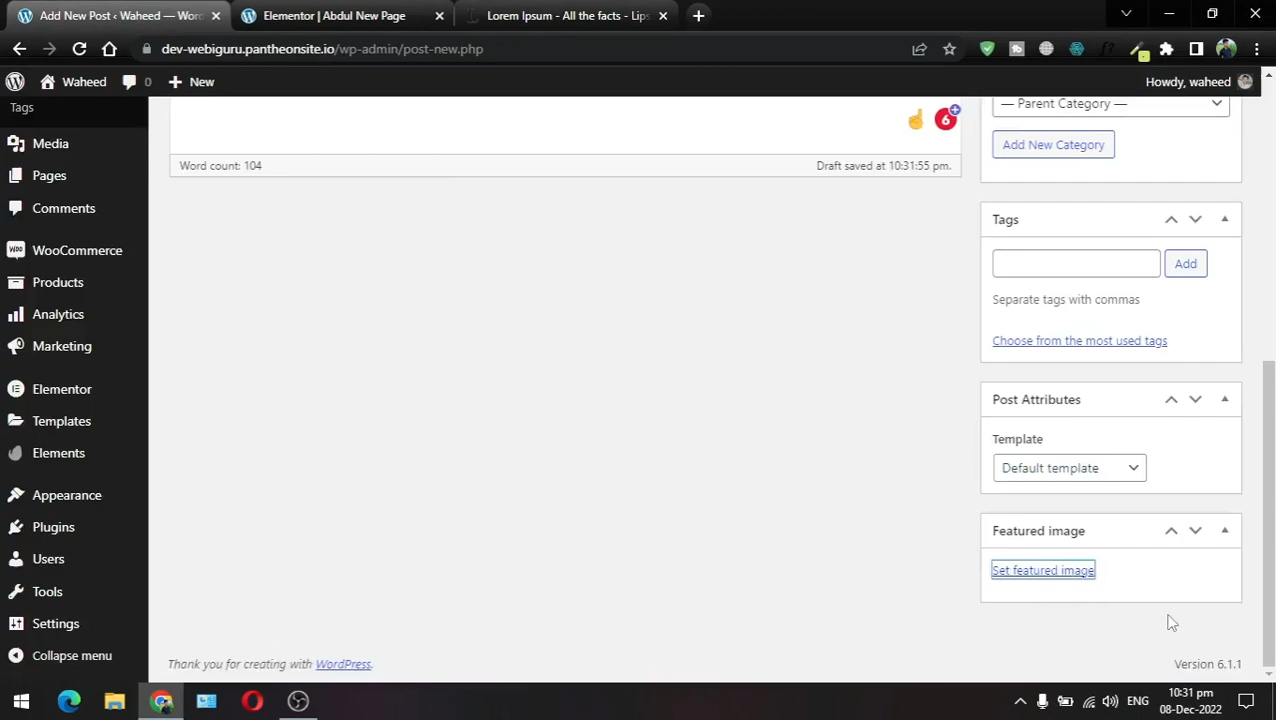 Add New Post ‹ Waheed — Wor
Elementor | Abdul New Page
Lorem Ipsum - All the facts - Lips
dev-webiguru.pantheonsite.io/wp-admin/post-new.php
Waheed
0
New
Howdy, waheed
Tags
Media
Pages
Comments
WooCommerce
Products
Analytics
Marketing
Elementor
Templates
Elements
Appearance
Plugins
Users
Tools
Settings
Collapse menu
6
Word count: 104
Draft saved at 10:31:55 pm.
— Parent Category —
Add New Category
Tags
Add
Separate tags with commas
Choose from the most used tags
Post Attributes
Template
Default template
Featured image
Set featured image
Thank you for creating with WordPress.
Version 6.1.1
ENG
10:31 pm
08-Dec-2022